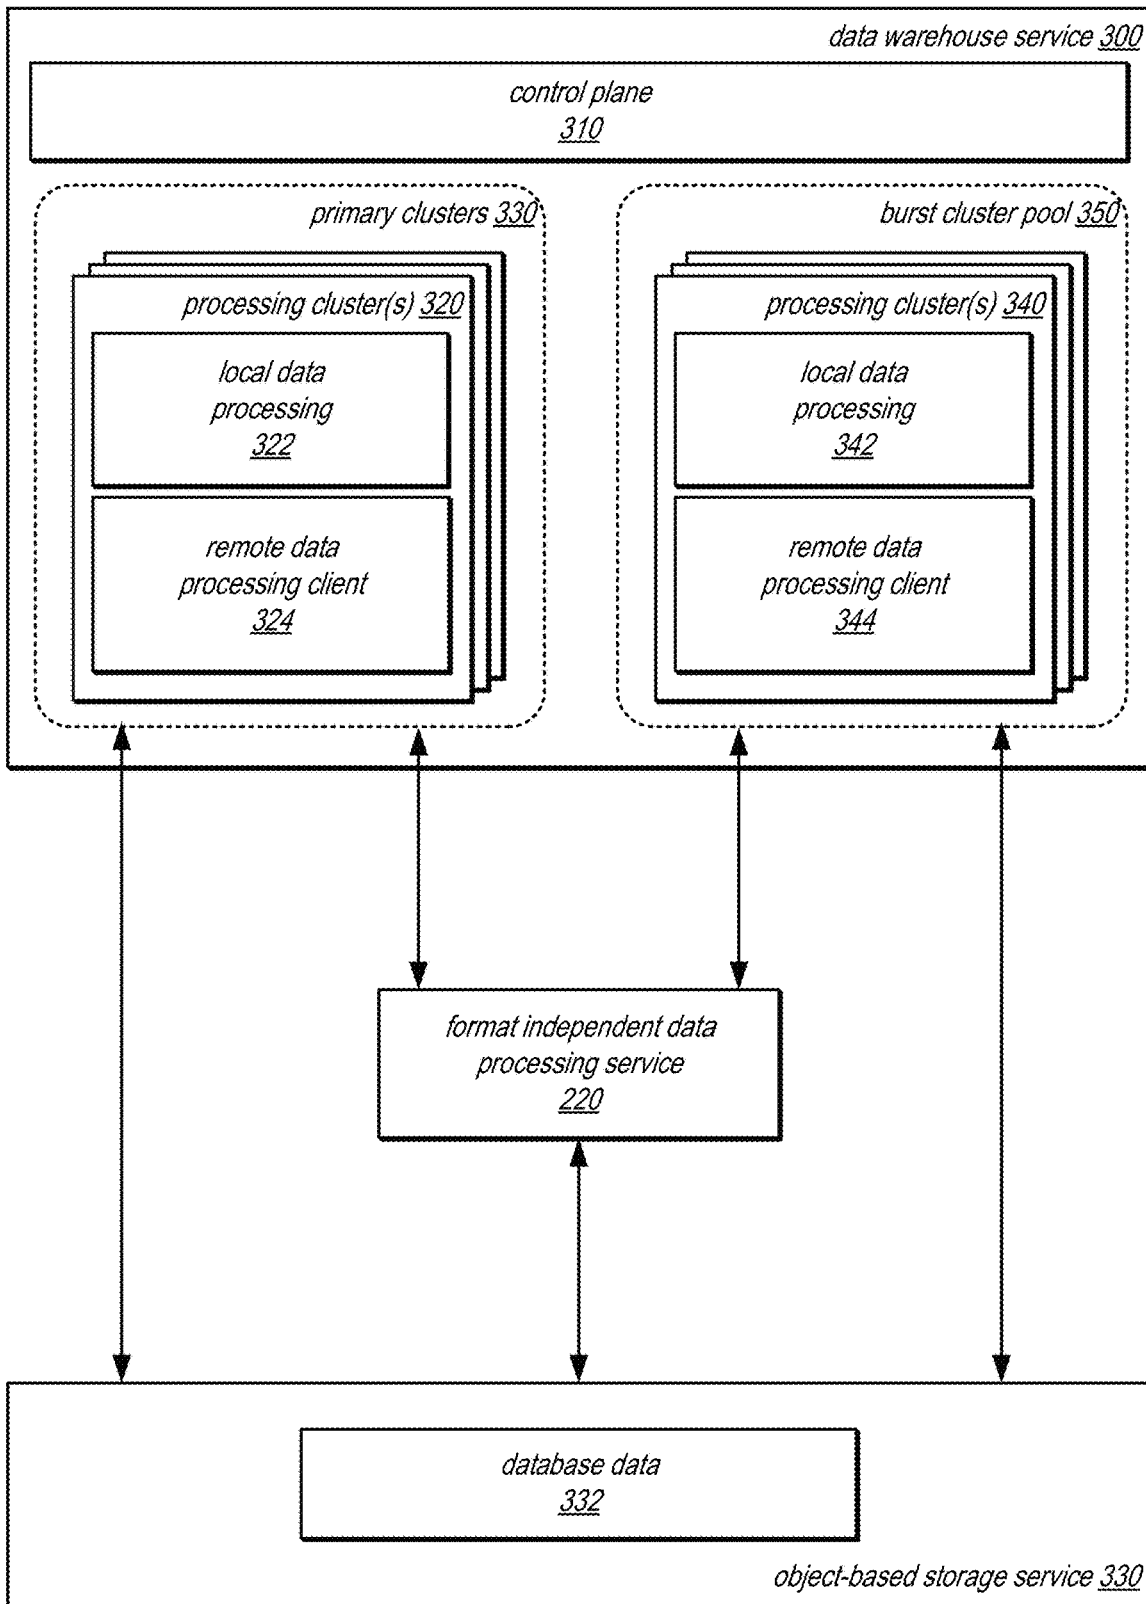 data warehouse service 300
control plane
310
primary clusters 330
processing cluster(s) 320
local data
processing
322
remote data
processing client
324
burst cluster pool 350
processing cluster(s) 340
local data
processing
342
remote data
processing client
344
format independent data
processing service
220
database data
332
object-based storage service 330